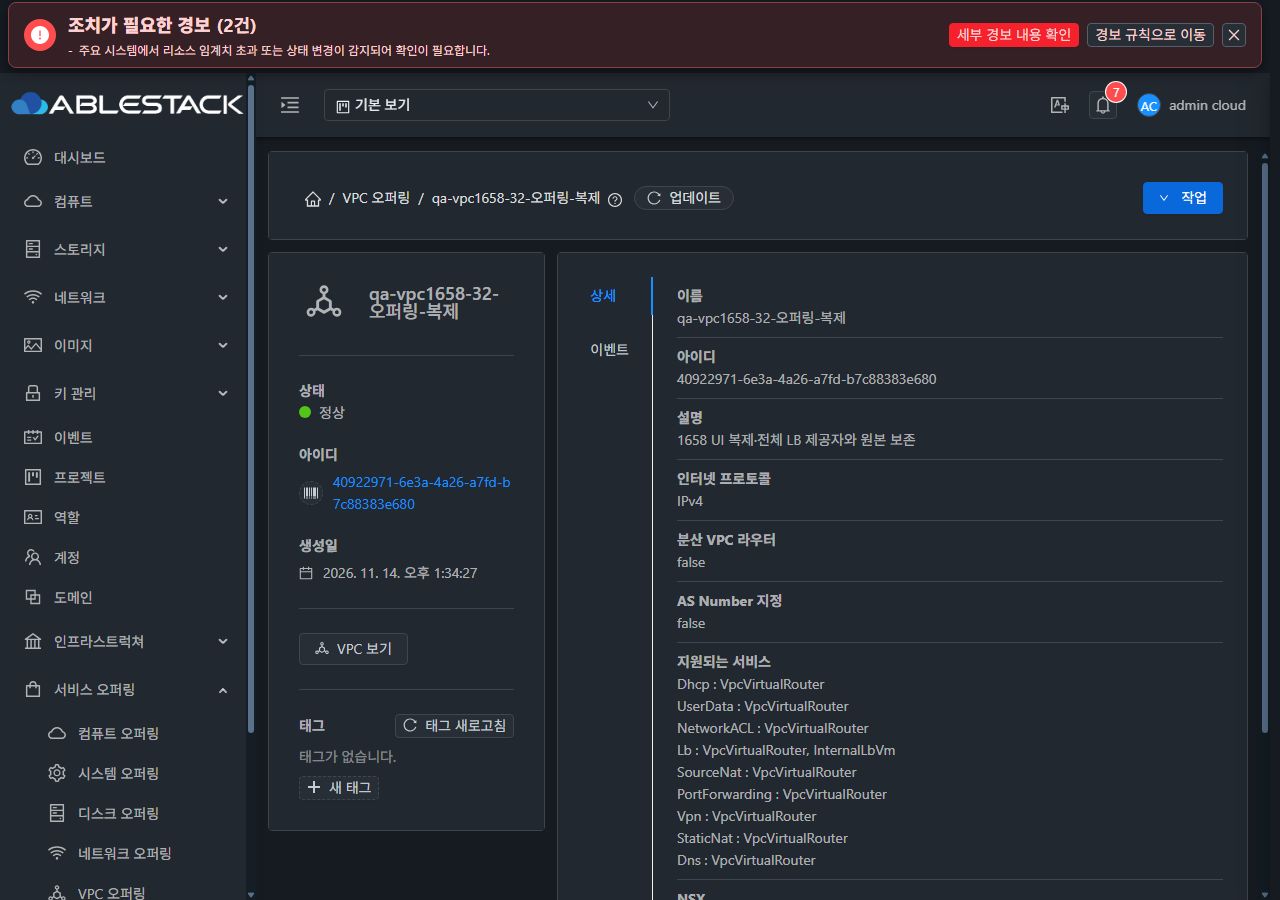 조치가 필요한 경보 (2건)
- 주요 시스템에서 리소스 임계치 초과 또는 상태 변경이 감지되어 확인이 필요합니다.
세부 경보 내용 확인
경보 규칙으로 이동
ABLESTACK
기본 보기
7
AC
admin cloud
대시보드
컴퓨트
스토리지
네트워크
이미지
키 관리
이벤트
프로젝트
역할
계정
도메인
인프라스트럭쳐
서비스 오퍼링
컴퓨트 오퍼링
시스템 오퍼링
디스크 오퍼링
네트워크 오퍼링
VPC 오퍼링
/ VPC 오퍼링 / qa-vpc1658-32-오퍼링-복제
업데이트
작업
qa-vpc1658-32-
오퍼링-복제
상태
정상
아이디
40922971-6e3a-4a26-a7fd-b
7c88383e680
생성일
2026. 11. 14. 오후 1:34:27
VPC 보기
태그
태그 새로고침
태그가 없습니다.
새 태그
상세
이벤트
이름
qa-vpc1658-32-오퍼링-복제
아이디
40922971-6e3a-4a26-a7fd-b7c88383e680
설명
1658 UI 복제·전체 LB 제공자와 원본 보존
인터넷 프로토콜
IPv4
분산 VPC 라우터
false
AS Number 지정
false
지원되는 서비스
Dhcp : VpcVirtualRouter
UserData : VpcVirtualRouter
NetworkACL : VpcVirtualRouter
Lb : VpcVirtualRouter, InternalLbVm
SourceNat : VpcVirtualRouter
PortForwarding : VpcVirtualRouter
Vpn : VpcVirtualRouter
StaticNat : VpcVirtualRouter
Dns : VpcVirtualRouter
NSX